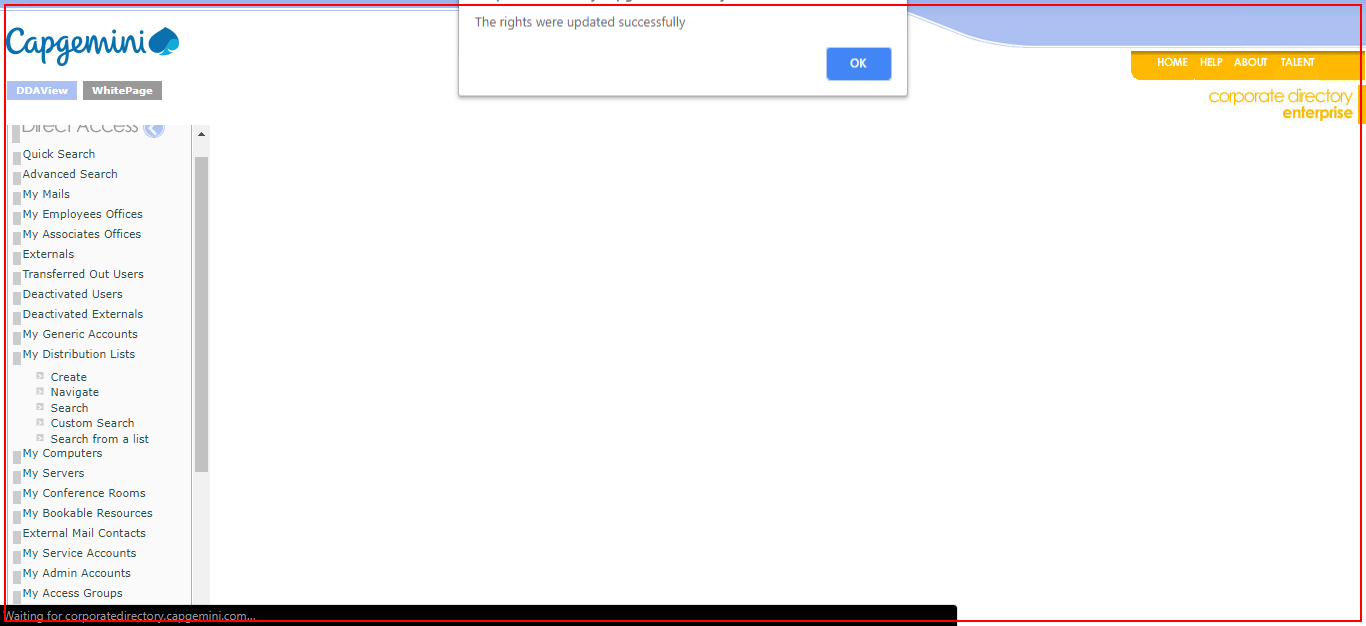 The rights were updated successfully
OK
Capgemini
HOME HELP ABOUT TALENT
DDAView WhitePage
corporate directory
enterprise
Direct Access
Quick Search
Advanced Search
My Mails
My Employees Offices
My Associates Offices
Externals
Transferred Out Users
Deactivated Users
Deactivated Externals
My Generic Accounts
My Distribution Lists
Create
Navigate
Search
Custom Search
Search from a list
My Computers
My Servers
My Conference Rooms
My Bookable Resources
External Mail Contacts
My Service Accounts
My Admin Accounts
My Access Groups
Waiting for corporatedirectory.capgemini.com...